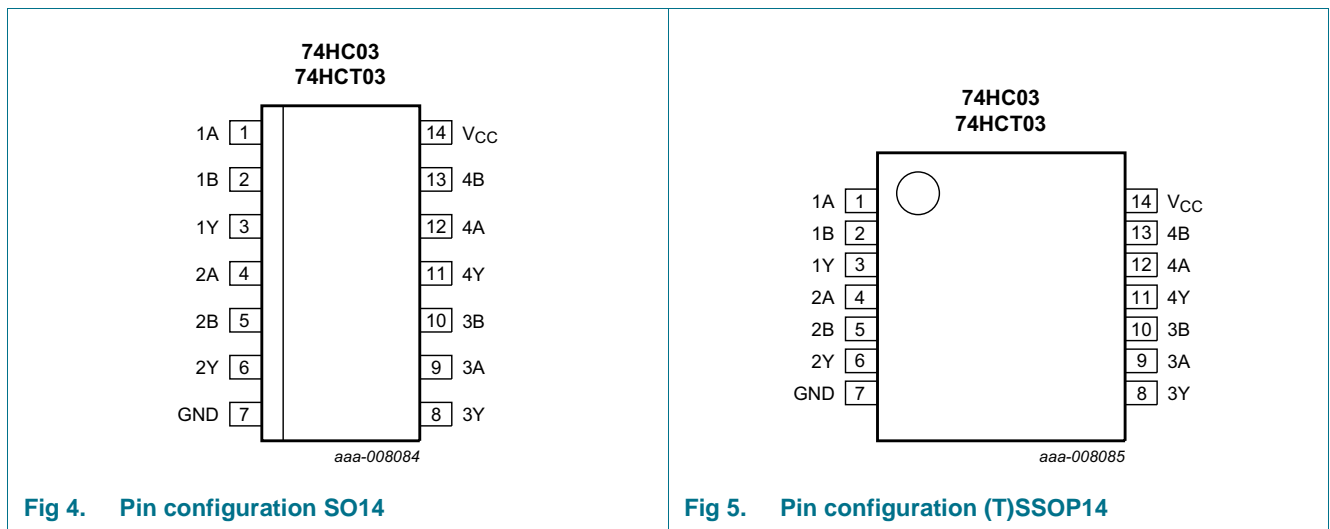 74HC03
74HCT03
1A 1 14 VCC
1B 2 13 4B
1Y 3 12 4A
2A 4 11 4Y
2B 5 10 3B
2Y 6 9 3A
GND 7 8 3Y
aaa-008084
Fig 4. Pin configuration SO14
74HC03
74HCT03
1A 1 14 VCC
1B 2 13 4B
1Y 3 12 4A
2A 4 11 4Y
2B 5 10 3B
2Y 6 9 3A
GND 7 8 3Y
aaa-008085
Fig 5. Pin configuration (T)SSOP14